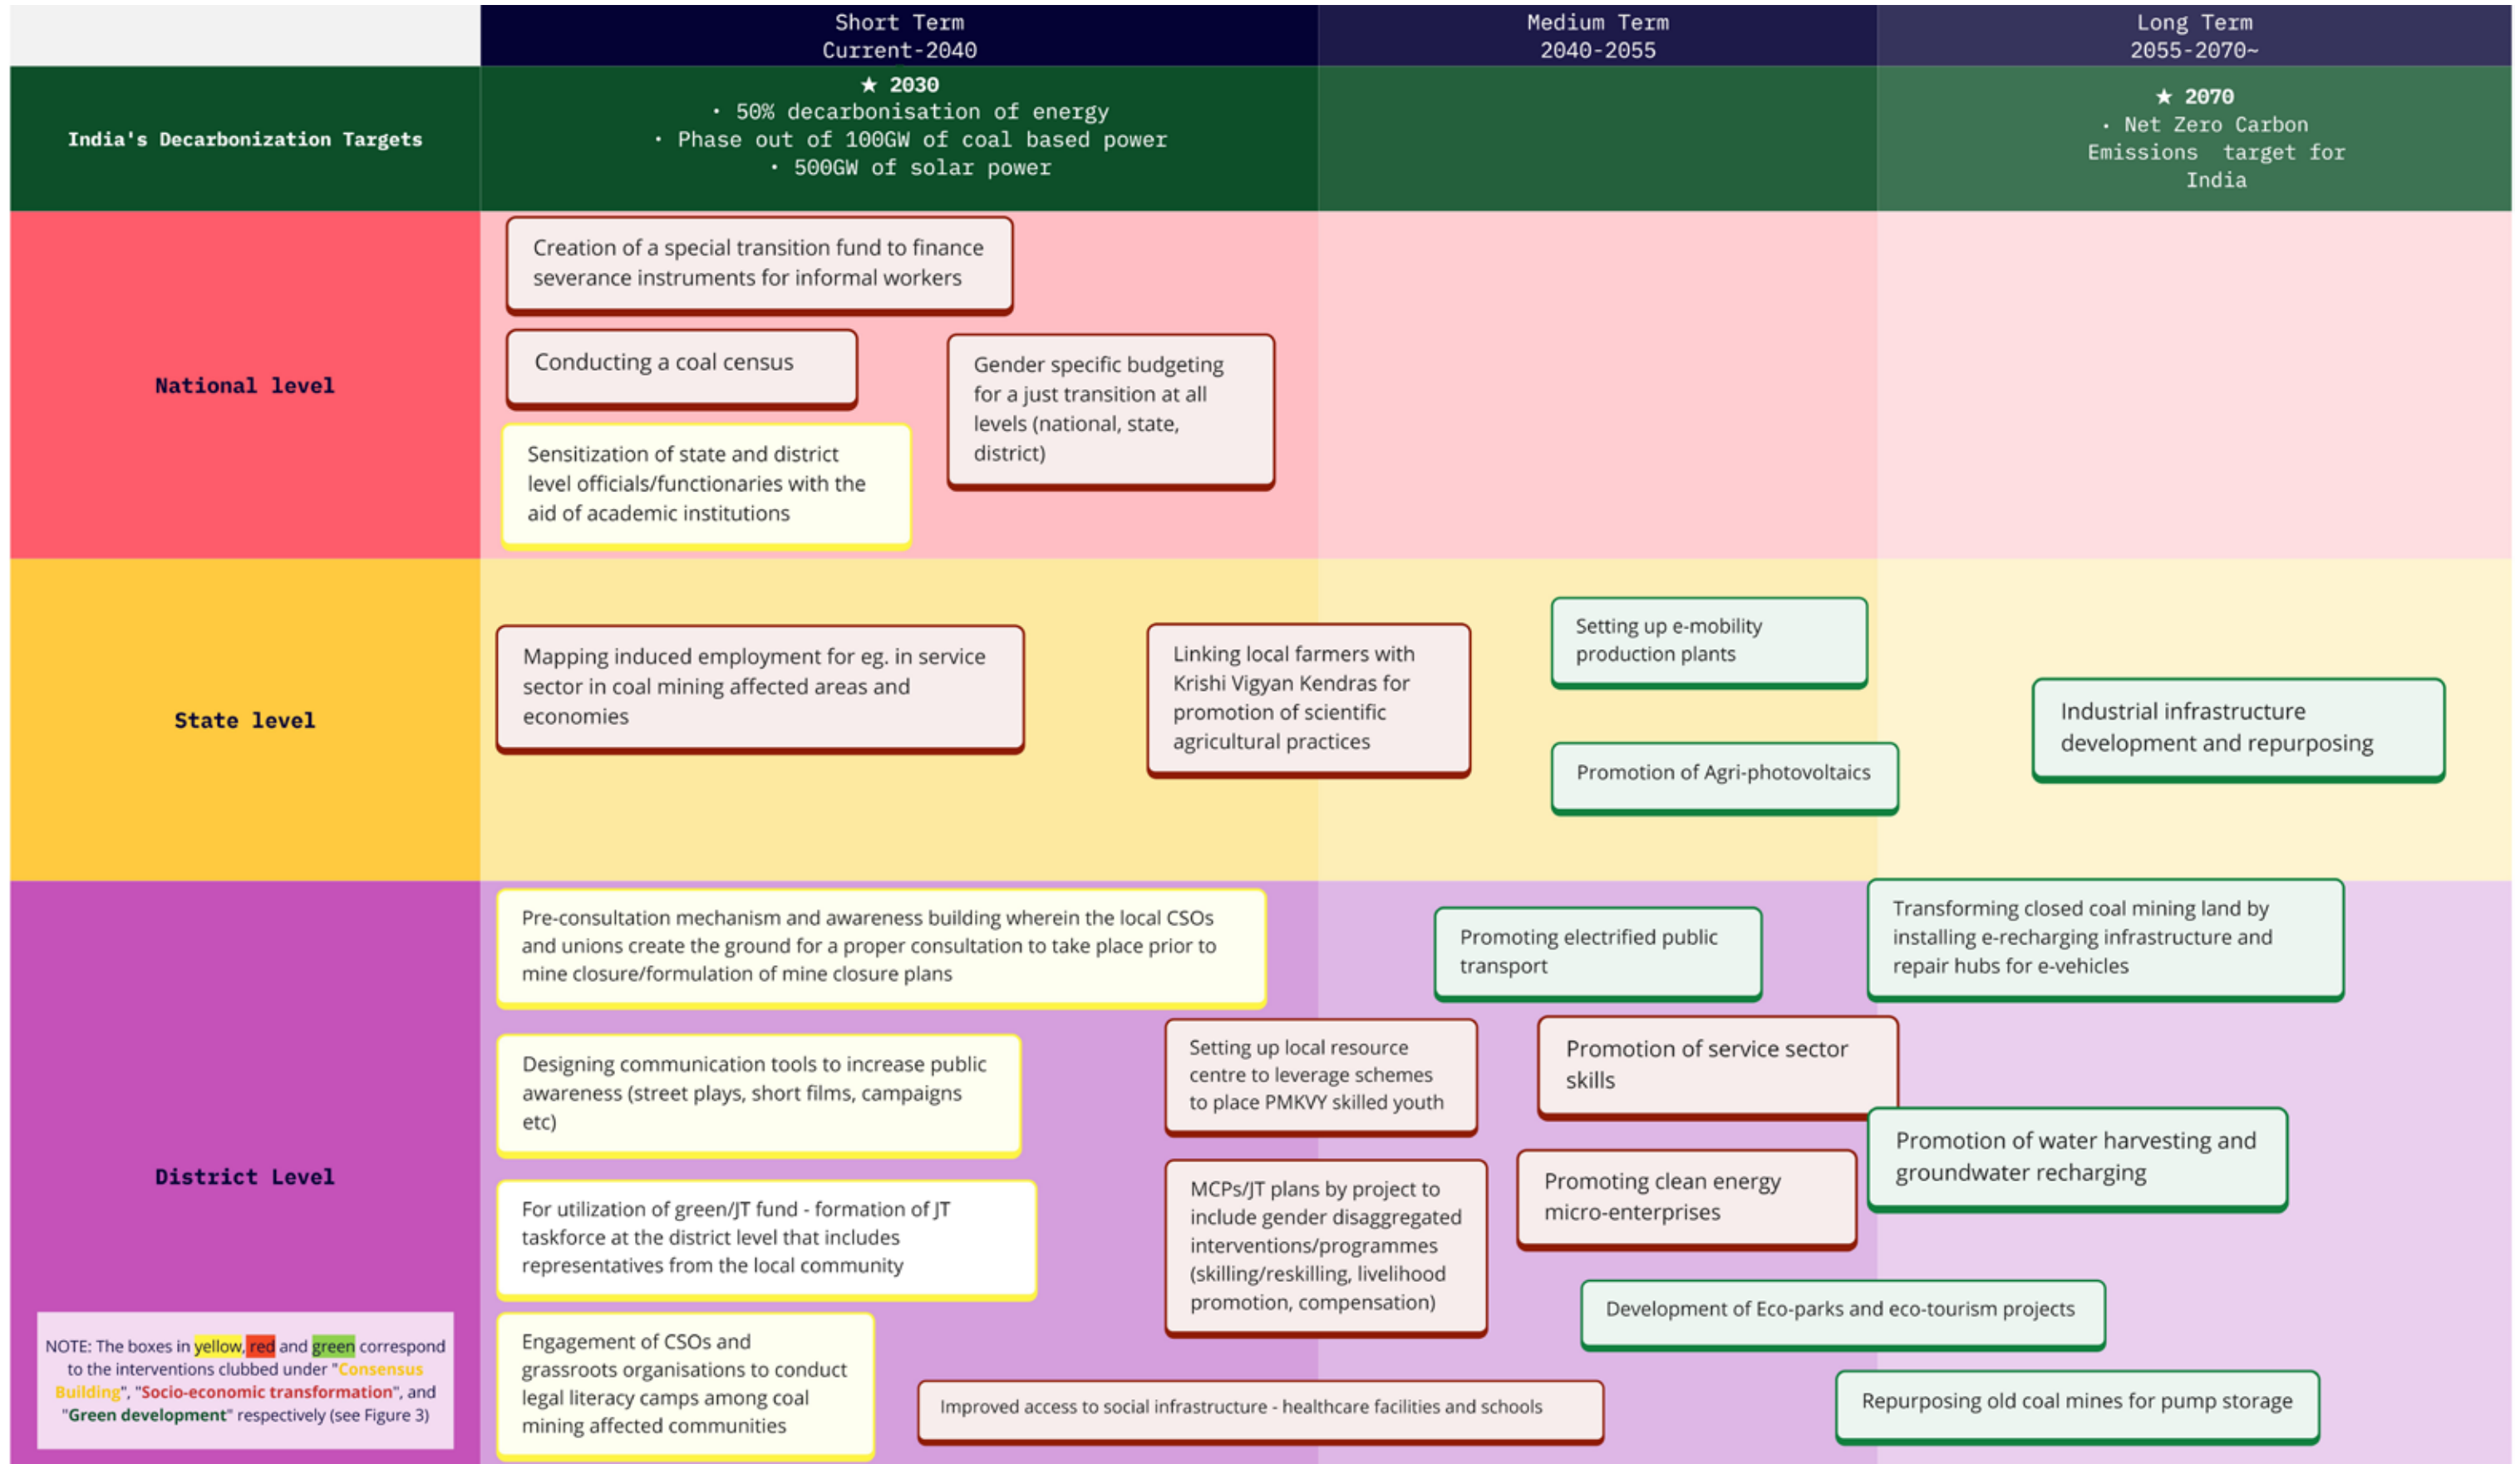 Short Term
Current-2040
Medium Term
2040-2055
Long Term
2055-2070~
India's Decarbonization Targets
★ 2030
· 50% decarbonisation of energy
· Phase out of 100GW of coal based power
· 500GW of solar power
★ 2070
· Net Zero Carbon
Emissions target for
India
National level
Creation of a special transition fund to finance
severance instruments for informal workers
Conducting a coal census
Gender specific budgeting
for a just transition at all
levels (national, state,
district)
Sensitization of state and district
level officials/functionaries with the
aid of academic institutions
State level
Mapping induced employment for eg. in service
sector in coal mining affected areas and
economies
Linking local farmers with
Krishi Vigyan Kendras for
promotion of scientific
agricultural practices
Setting up e-mobility
production plants
Promotion of Agri-photovoltaics
Industrial infrastructure
development and repurposing
District Level
Pre-consultation mechanism and awareness building wherein the local CSOs
and unions create the ground for a proper consultation to take place prior to
mine closure/formulation of mine closure plans
Promoting electrified public
transport
Transforming closed coal mining land by
installing e-recharging infrastructure and
repair hubs for e-vehicles
Designing communication tools to increase public
awareness (street plays, short films, campaigns
etc)
Setting up local resource
centre to leverage schemes
to place PMKVY skilled youth
Promotion of service sector
skills
Promotion of water harvesting and
groundwater recharging
For utilization of green/JT fund - formation of JT
taskforce at the district level that includes
representatives from the local community
MCPs/JT plans by project to
include gender disaggregated
interventions/programmes
(skilling/reskilling, livelihood
promotion, compensation)
Promoting clean energy
micro-enterprises
Development of Eco-parks and eco-tourism projects
Engagement of CSOs and
grassroots organisations to conduct
legal literacy camps among coal
mining affected communities
Improved access to social infrastructure - healthcare facilities and schools
Repurposing old coal mines for pump storage
NOTE: The boxes in yellow, red and green correspond
to the interventions clubbed under "Consensus
Building", "Socio-economic transformation", and
"Green development" respectively (see Figure 3)